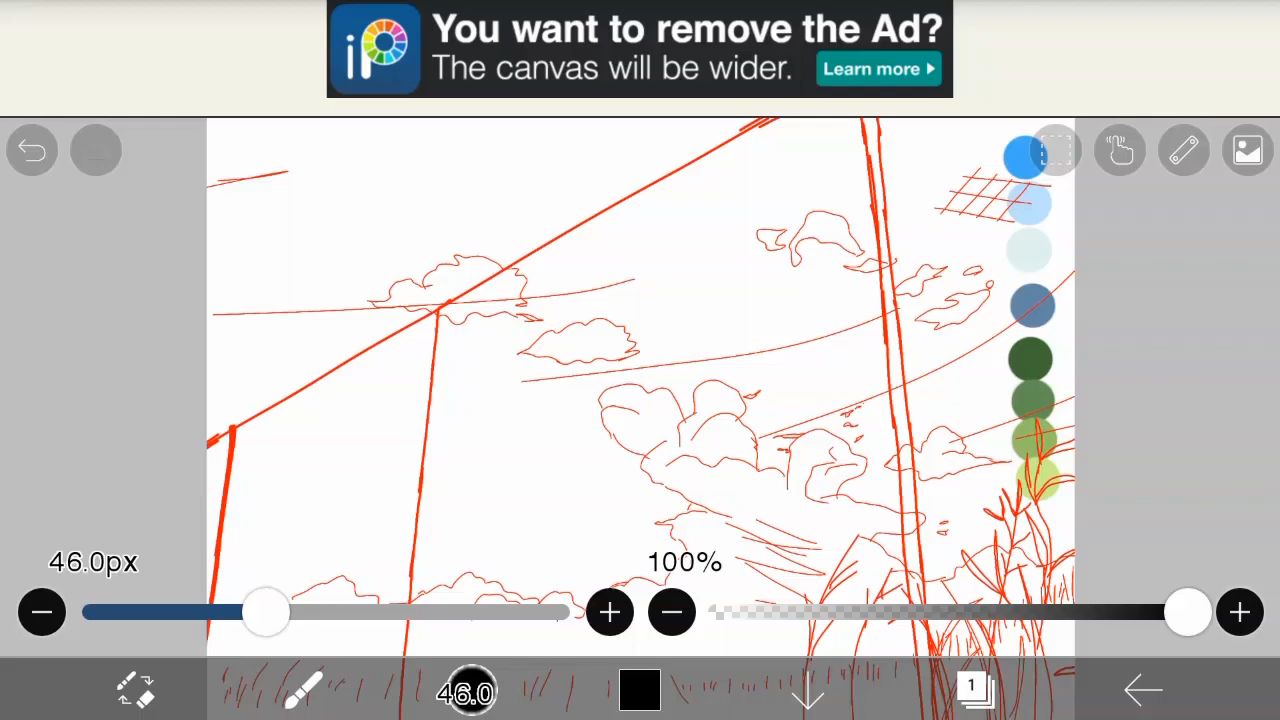 iP
You want to remove the Ad?
The canvas will be wider.
Learn more
46.0px
100%
46.0
1